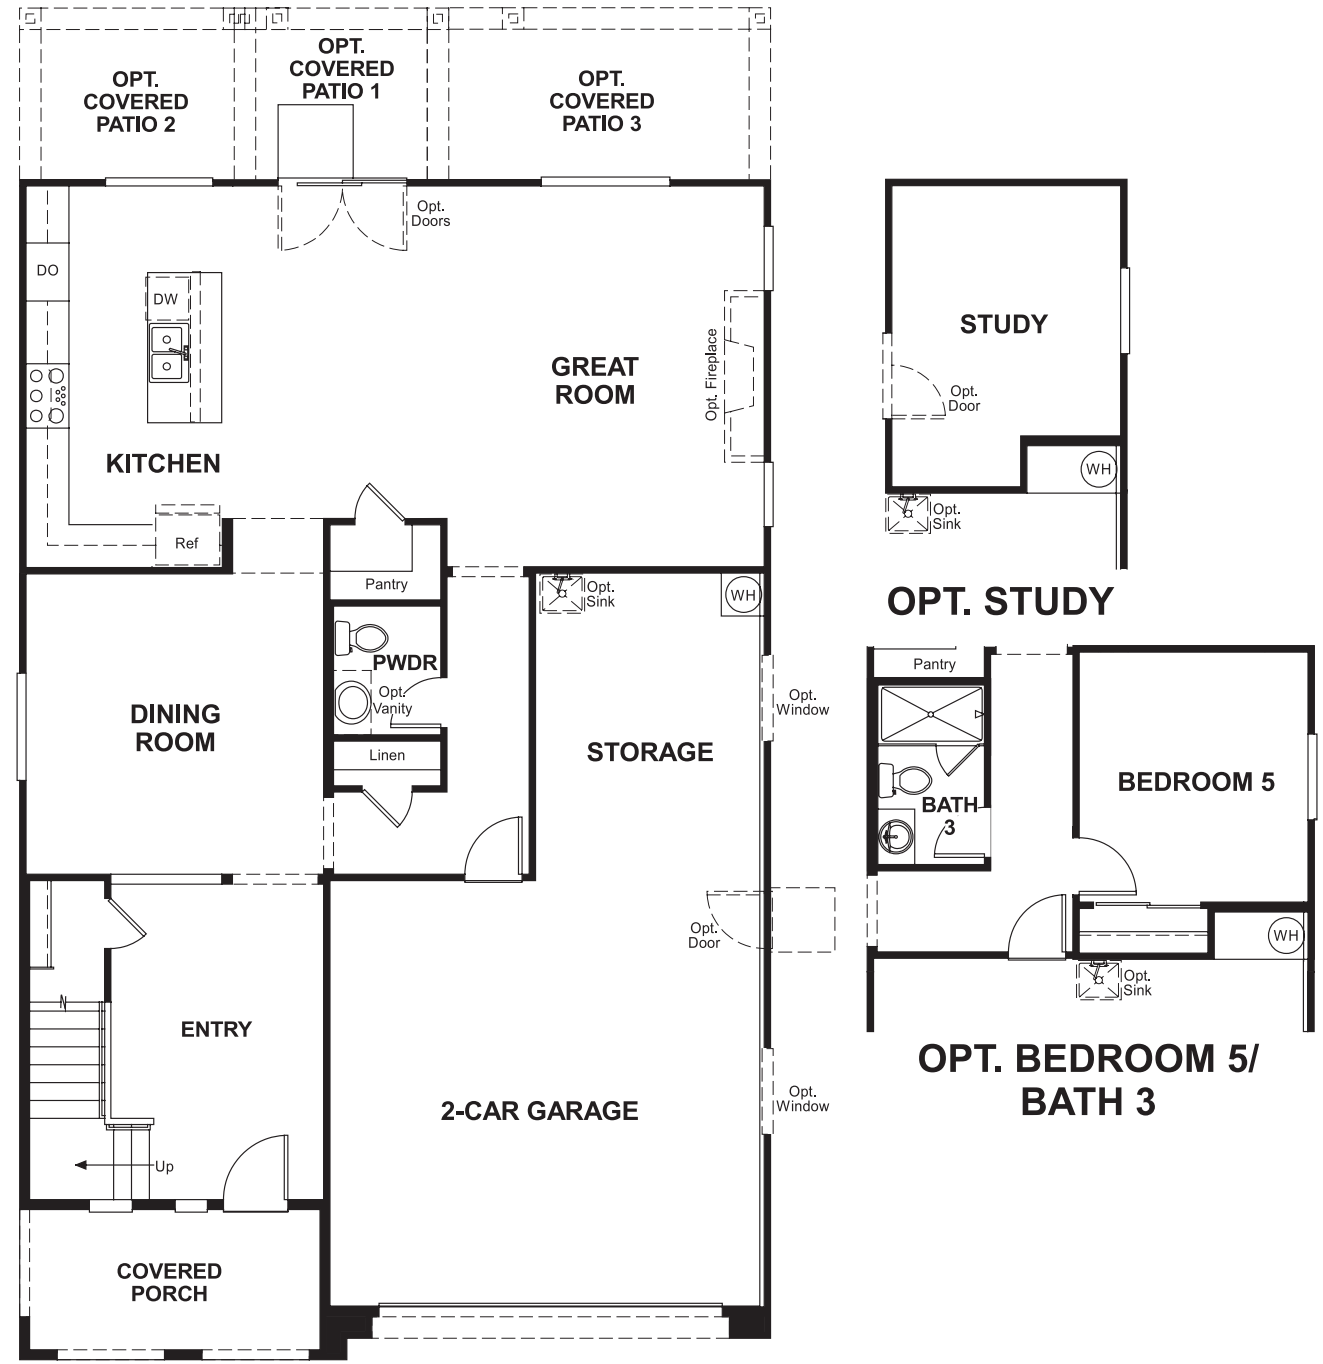 OPT.
COVERED
PATIO 2
OPT.
COVERED
PATIO 1
OPT.
COVERED
PATIO 3
Opt.
Doors
DO
DW
GREAT
ROOM
Opt. Fireplace
KITCHEN
Ref
Pantry
Opt.
Sink
WH
PWDR
Opt.
Vanity
Linen
DINING
ROOM
STORAGE
Opt.
Window
Opt.
Door
ENTRY
2-CAR GARAGE
Opt.
Window
Up
COVERED
PORCH
STUDY
Opt.
Door
WH
Opt.
Sink
OPT. STUDY
Pantry
BATH
3
BEDROOM 5
WH
Opt.
Sink
OPT. BEDROOM 5/
BATH 3